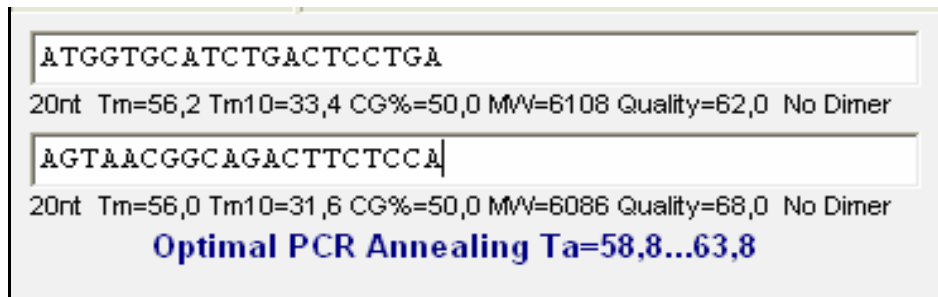 ATGGTGCATCTGACTCCTGA
20nt Tm=56,2 Tm10=33,4 CG%=50,0 MW=6108 Quality=62,0 No Dimer
AGTAACGGCAGACTTCTCCA
20nt Tm=56,0 Tm10=31,6 CG%=50,0 MW=6086 Quality=68,0 No Dimer
Optimal PCR Annealing Ta=58,8...63,8